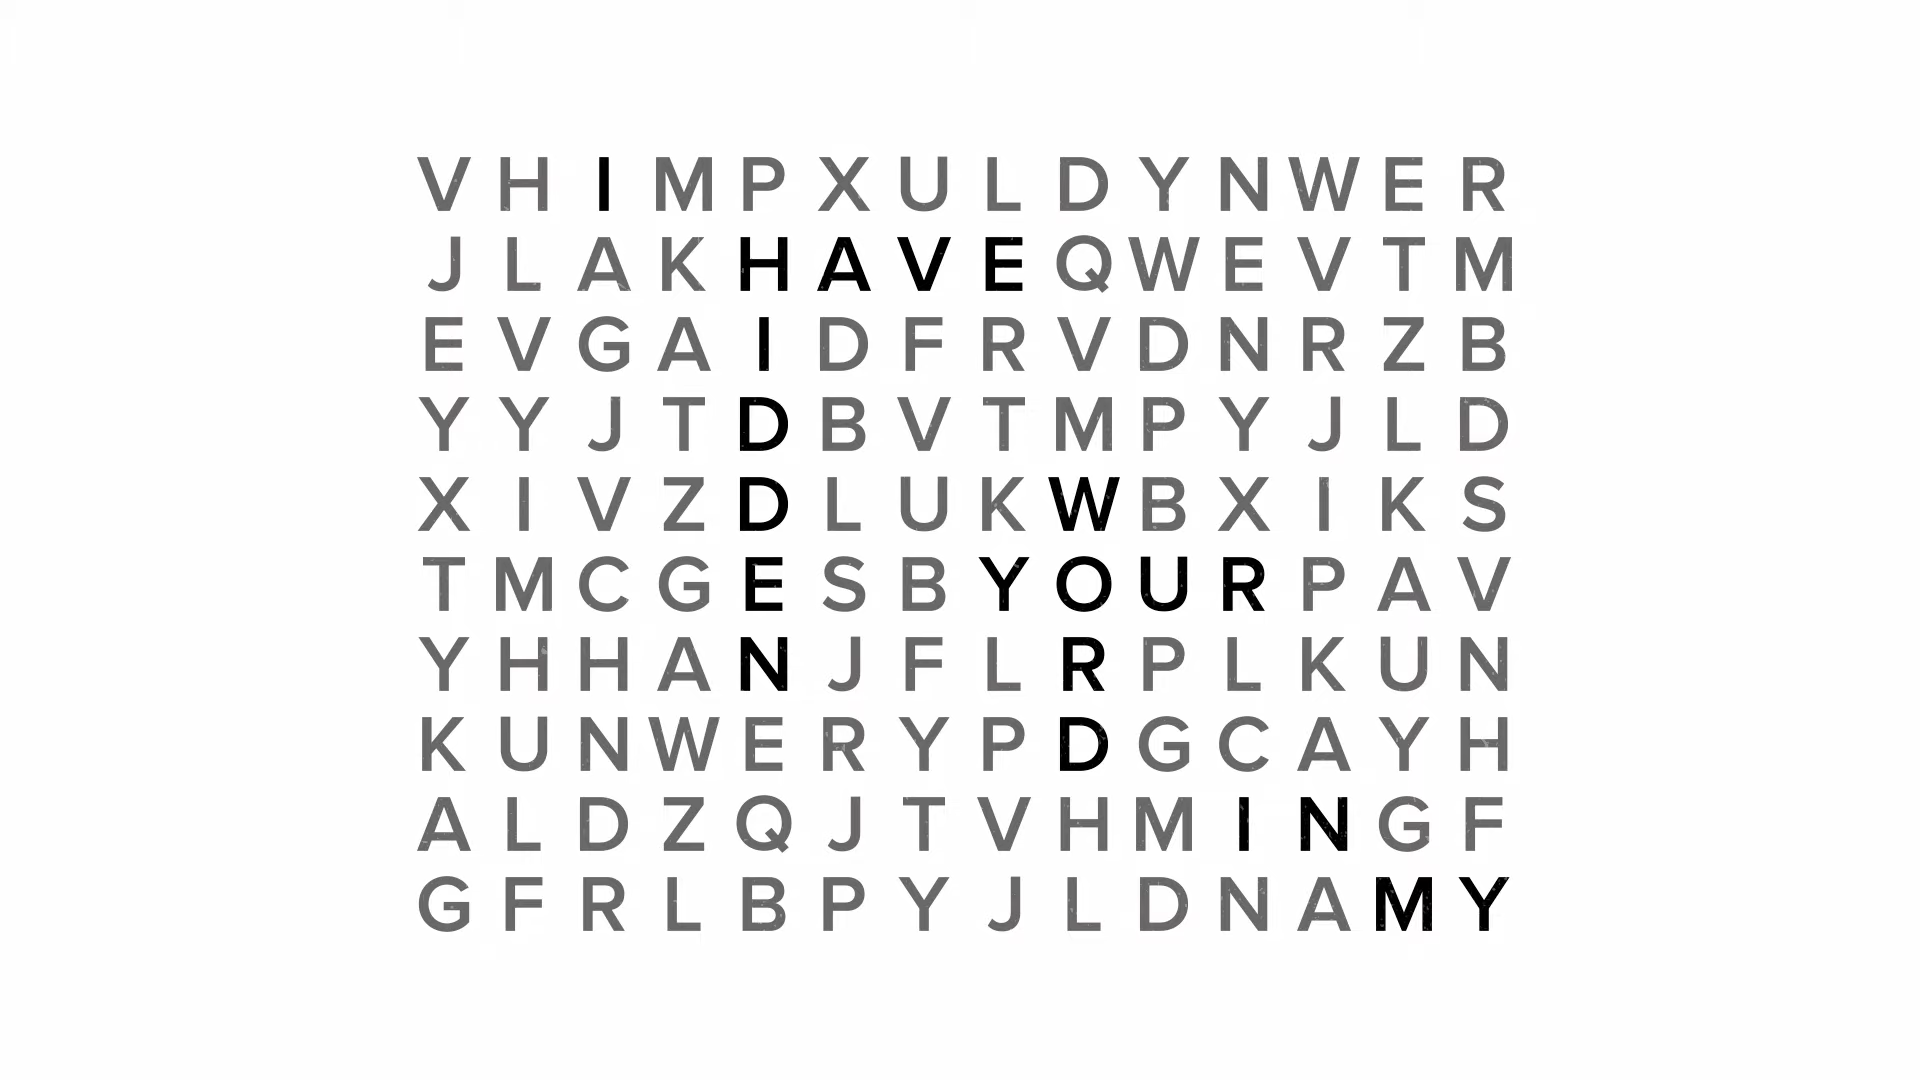 V H I M P X U L D Y N W E R
J L A K H A V E Q W E V T M
E V G A I D F R V D N R Z B
Y Y J T D B V T M P Y J L D
X I V Z D L U K W B X I K S
T M C G E S B Y O U R P A V
Y H H A N J F L R P L K U N
K U N W E R Y P D G C A Y H
A L D Z Q J T V H M I N G F
G F R L B P Y J L D N A M Y